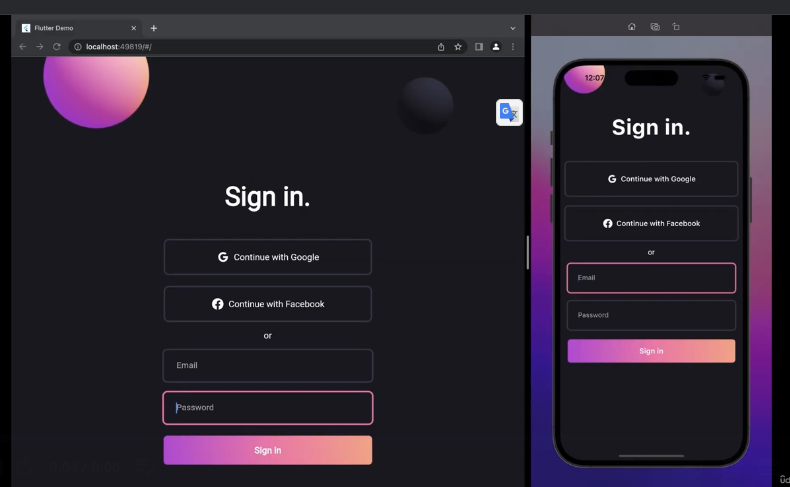 Flutter Demo
localhost:49819/#/
Sign in.
Continue with Google
Continue with Facebook
or
Email
Password
Sign in
12:07
Sign in.
Continue with Google
Continue with Facebook
or
Email
Password
Sign in